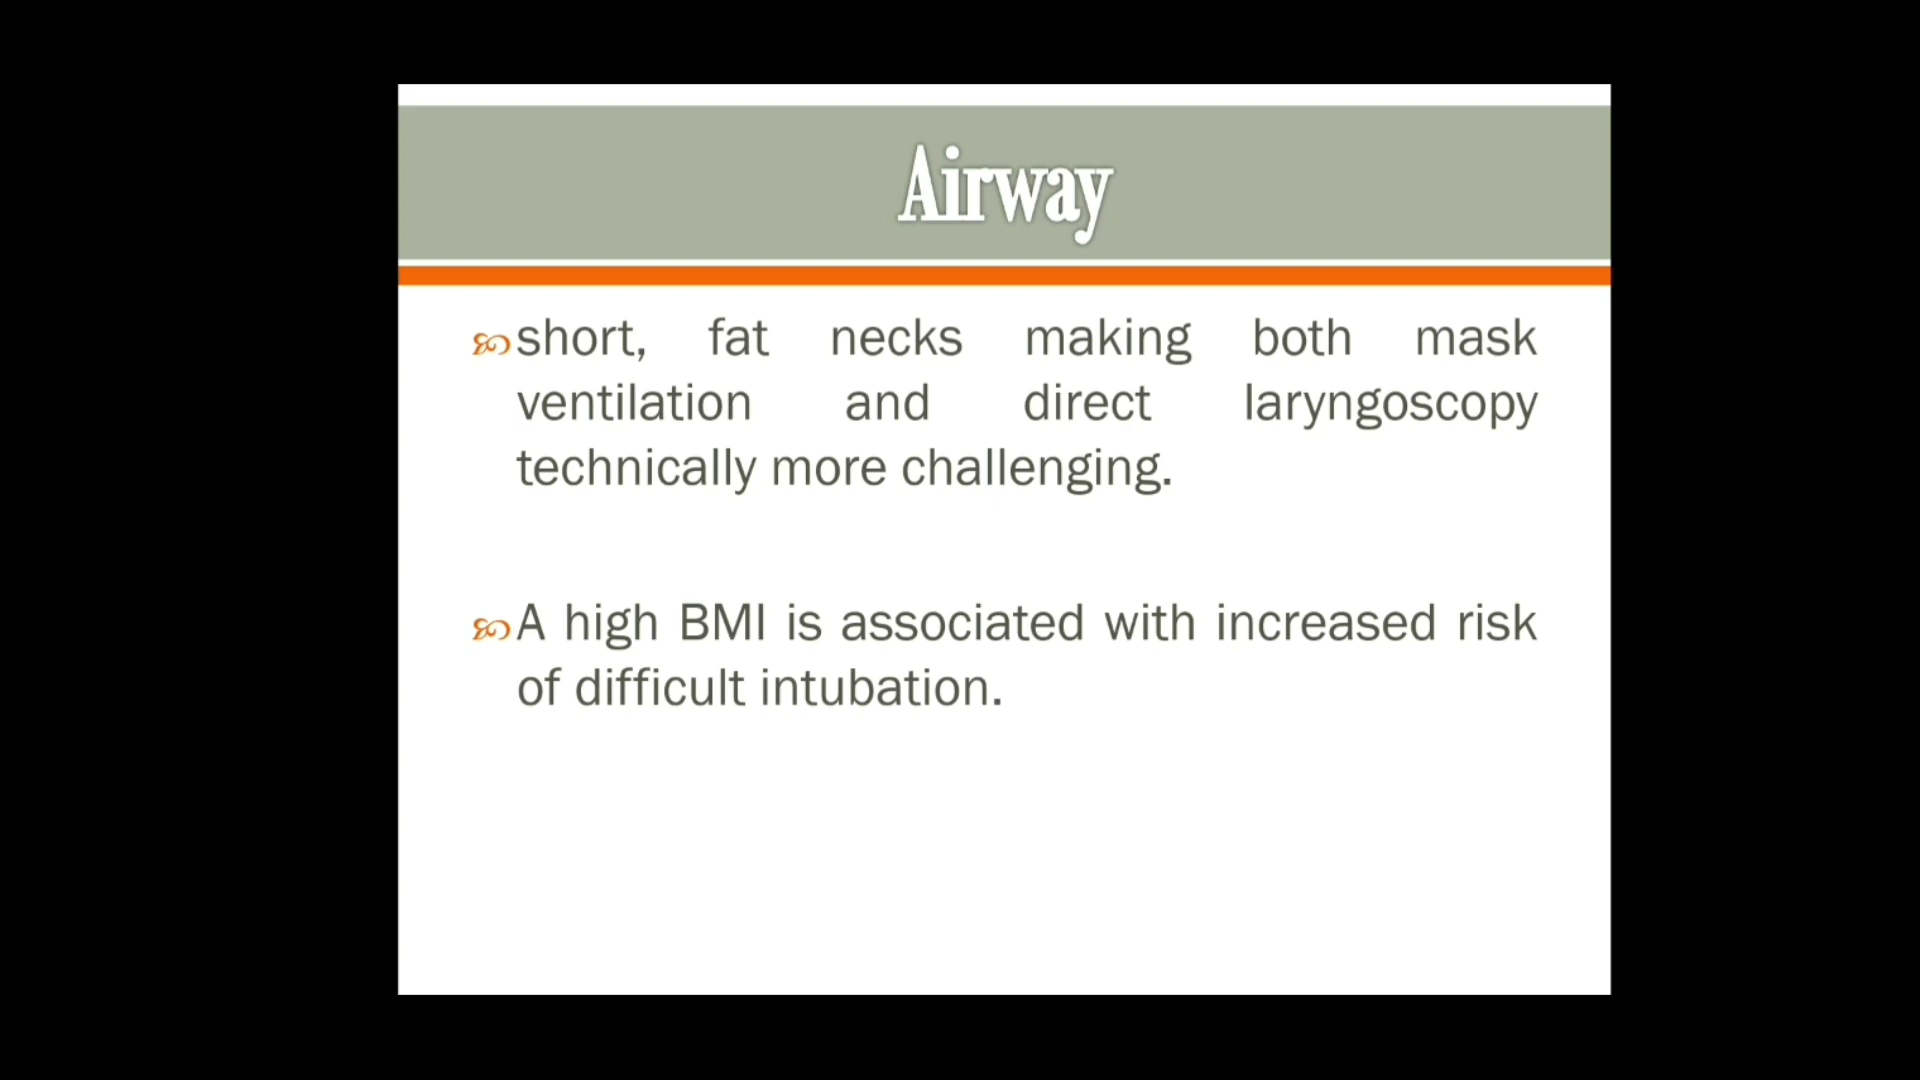 Airway
short, fat necks making both mask
ventilation and direct laryngoscopy
technically more challenging.
A high BMI is associated with increased risk
of difficult intubation.